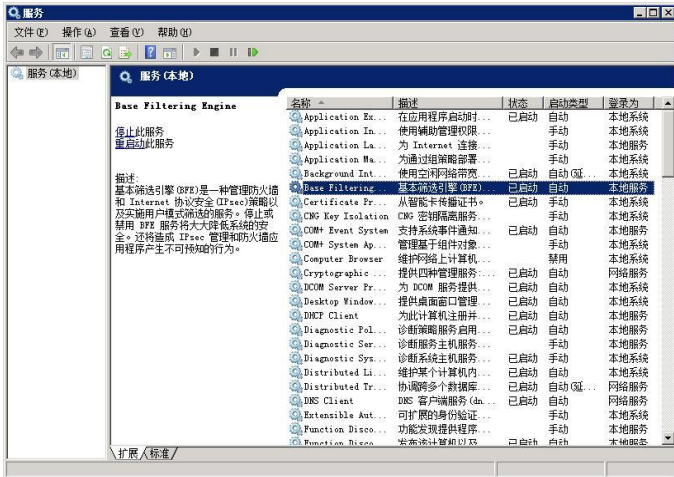 服务
文件(F) 操作(A) 查看(V) 帮助(H)
服务(本地)
服务(本地)
Base Filtering Engine
停止此服务
重启动此服务
描述:
基本筛选引擎(BFE)是一种管理防火墙
和 Internet 协议安全(IPsec)策略以
及实施用户模式筛选的服务。停止或
禁用 BFE 服务将大大降低系统的安
全。还将造成 IPsec 管理和防火墙应
用程序产生不可预知的行为。
名称 描述 状态 启动类型 登录为
Application Ex... 在应用程序启动时... 已启动 自动 本地系统
Application In... 使用辅助管理权限... 手动 本地系统
Application La... 为 Internet 连接... 手动 本地服务
Application Ma... 为通过组策略部署... 手动 本地系统
Background Int... 使用空闲网络带宽... 已启动 自动(延... 本地系统
Base Filtering... 基本筛选引擎(BFE)... 已启动 自动 本地服务
Certificate Pr... 从智能卡传播证书。 已启动 手动 本地系统
CNG Key Isolation CNG 密钥隔离服务... 手动 本地系统
COM+ Event System 支持系统事件通知... 已启动 自动 本地服务
COM+ System Ap... 管理基于组件对象... 手动 本地系统
Computer Browser 维护网络上计算机... 禁用 本地系统
Cryptographic ... 提供四种管理服务:... 已启动 自动 网络服务
DCOM Server Pr... 为 DCOM 服务提供... 已启动 自动 本地系统
Desktop Window... 提供桌面窗口管理... 已启动 自动 本地系统
DHCP Client 为此计算机注册并... 已启动 自动 本地服务
Diagnostic Pol... 诊断策略服务启用... 已启动 自动 本地服务
Diagnostic Ser... 诊断服务主机服务... 手动 本地服务
Diagnostic Sys... 诊断系统主机服务... 已启动 手动 本地系统
Distributed Li... 维护某个计算机内... 已启动 自动 本地系统
Distributed Tr... 协调跨多个数据库... 已启动 自动(延... 网络服务
DNS Client DNS 客户端服务(dn... 已启动 自动 网络服务
Extensible Aut... 可扩展的身份验证... 手动 本地系统
Function Disco... 功能发现提供程序... 手动 本地服务
Function Disco... 发布该计算机以及... 已启动 自动 本地服务
扩展 标准